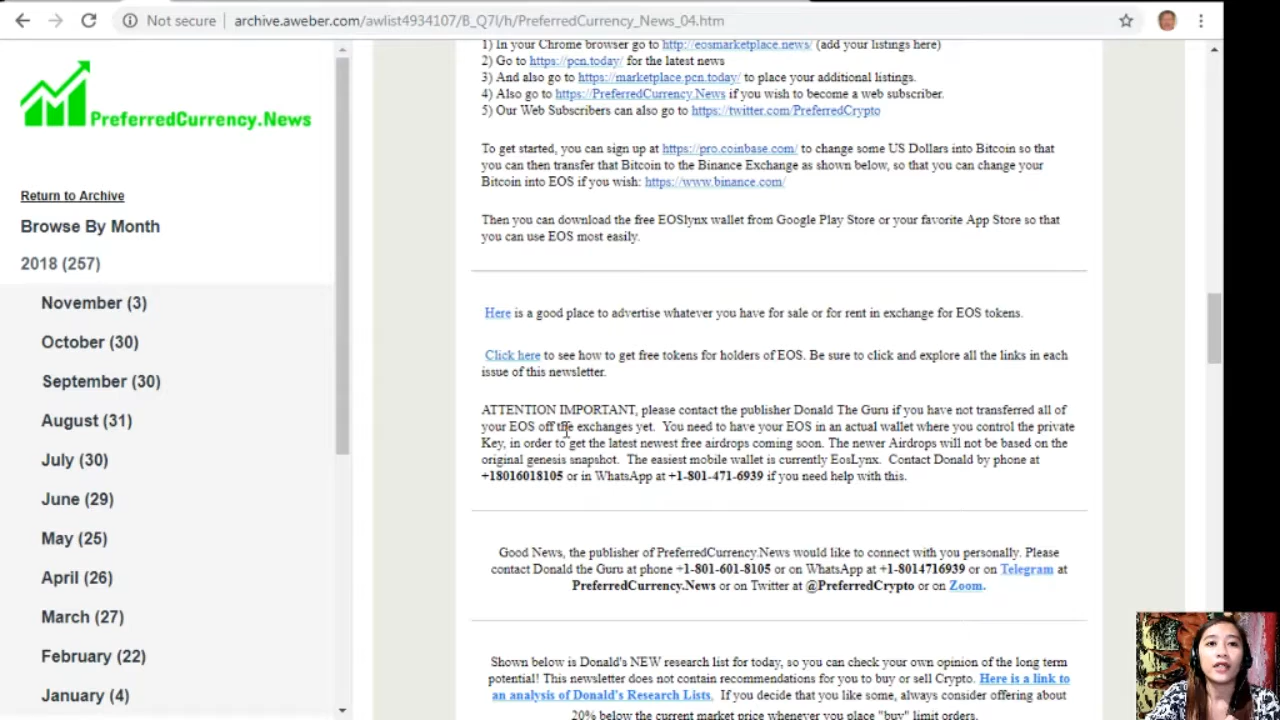 Not secure | archive.aweber.com/awlist4934107/B_Q7l/h/PreferredCurrency_News_04.htm
PreferredCurrency.News
Return to Archive
Browse By Month
2018 (257)
November (3)
October (30)
September (30)
August (31)
July (30)
June (29)
May (25)
April (26)
March (27)
February (22)
January (4)
1) In your Chrome browser go to http://eosmarketplace.news/ (add your listings here)
2) Go to https://pcn.today/ for the latest news
3) And also go to https://marketplace.pcn.today/ to place your additional listings.
4) Also go to https://PreferredCurrency.News if you wish to become a web subscriber.
5) Our Web Subscribers can also go to https://twitter.com/PreferredCrypto
To get started, you can sign up at https://pro.coinbase.com/ to change some US Dollars into Bitcoin so that
you can then transfer that Bitcoin to the Binance Exchange as shown below, so that you can change your
Bitcoin into EOS if you wish: https://www.binance.com/
Then you can download the free EOSlynx wallet from Google Play Store or your favorite App Store so that
you can use EOS most easily.
Here is a good place to advertise whatever you have for sale or for rent in exchange for EOS tokens.
Click here to see how to get free tokens for holders of EOS. Be sure to click and explore all the links in each
issue of this newsletter.
ATTENTION IMPORTANT, please contact the publisher Donald The Guru if you have not transferred all of
your EOS off the exchanges yet. You need to have your EOS in an actual wallet where you control the private
Key, in order to get the latest newest free airdrops coming soon. The newer Airdrops will not be based on the
original genesis snapshot. The easiest mobile wallet is currently EosLynx. Contact Donald by phone at
+18016018105 or in WhatsApp at +1-801-471-6939 if you need help with this.
Good News, the publisher of PreferredCurrency.News would like to connect with you personally. Please
contact Donald the Guru at phone +1-801-601-8105 or on WhatsApp at +1-8014716939 or on Telegram at
PreferredCurrency.News or on Twitter at @PreferredCrypto or on Zoom.
Shown below is Donald's NEW research list for today, so you can check your own opinion of the long term
potential! This newsletter does not contain recommendations for you to buy or sell Crypto. Here is a link to
an analysis of Donald's Research Lists. If you decide that you like some, always consider offering about
20% below the current market price whenever you place "buy" limit orders.